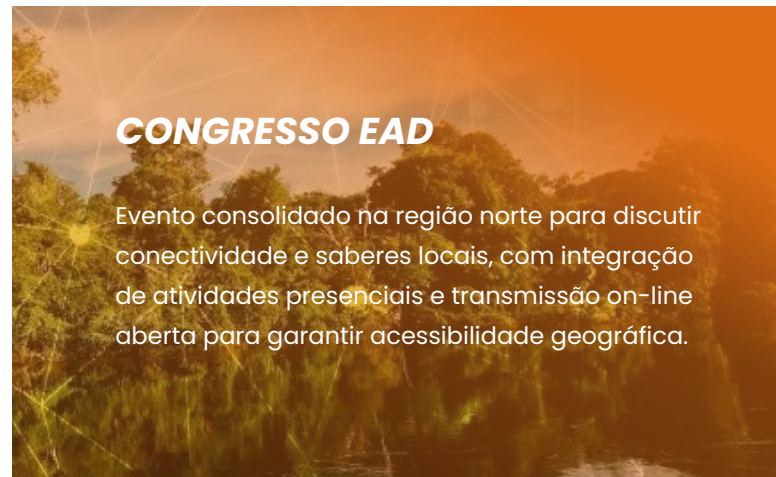 CONGRESSO EAD
Evento consolidado na região norte para discutir
conectividade e saberes locais, com integração
de atividades presenciais e transmissão on-line
aberta para garantir acessibilidade geográfica.